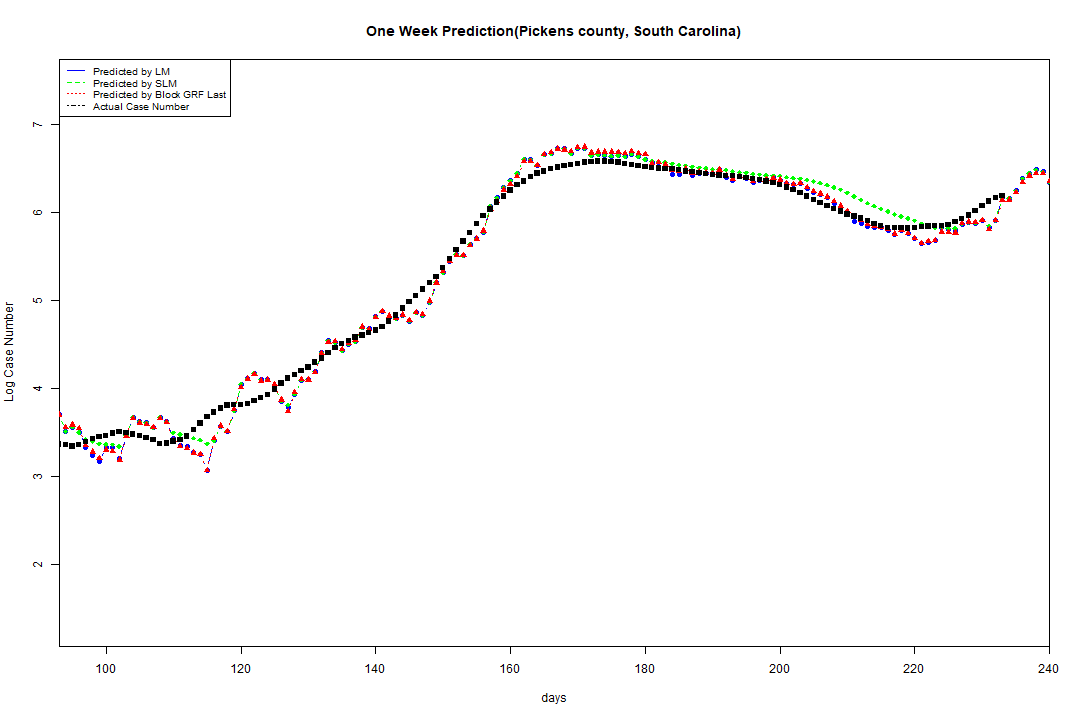 One Week Prediction(Pickens county, South Carolina)
Predicted by LM
Predicted by SLM
Predicted by Block GRF Last
Actual Case Number
7
6
5
4
3
2
Log Case Number
100 120 140 160 180 200 220 240
days